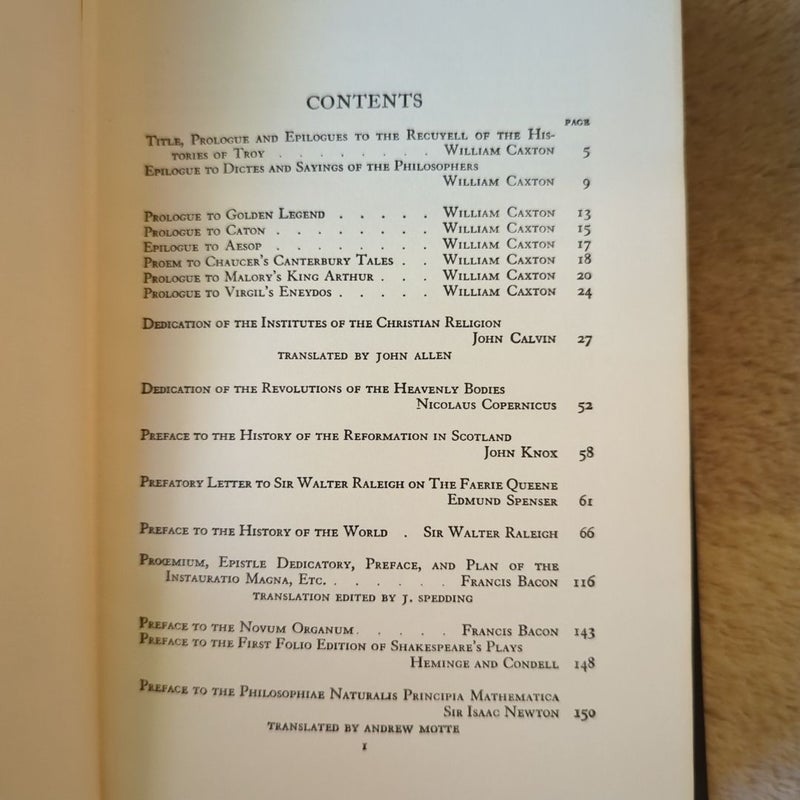 CONTENTS
PAGE
Title, Prologue and Epilogues to the Recuyell of the His-
tories of Troy . . . . . . . . William Caxton 5
Epilogue to Dictes and Sayings of the Philosophers
William Caxton 9
Prologue to Golden Legend . . . . . William Caxton 13
Prologue to Caton . . . . . . . . William Caxton 15
Epilogue to Aesop . . . . . . . . William Caxton 17
Proem to Chaucer's Canterbury Tales . . William Caxton 18
Prologue to Malory's King Arthur . . . William Caxton 20
Prologue to Virgil's Eneydos . . . . . William Caxton 24
Dedication of the Institutes of the Christian Religion
John Calvin 27
TRANSLATED BY JOHN ALLEN
Dedication of the Revolutions of the Heavenly Bodies
Nicolaus Copernicus 52
Preface to the History of the Reformation in Scotland
John Knox 58
Prefatory Letter to Sir Walter Raleigh on The Faerie Queene
Edmund Spenser 61
Preface to the History of the World . Sir Walter Raleigh 66
Proœmium, Epistle Dedicatory, Preface, and Plan of the
Instauratio Magna, Etc. . . . . . . Francis Bacon 116
TRANSLATION EDITED BY J. SPEDDING
Preface to the Novum Organum . . . . . Francis Bacon 143
Preface to the First Folio Edition of Shakespeare's Plays
Heminge and Condell 148
Preface to the Philosophiae Naturalis Principia Mathematica
Sir Isaac Newton 150
TRANSLATED BY ANDREW MOTTE
1